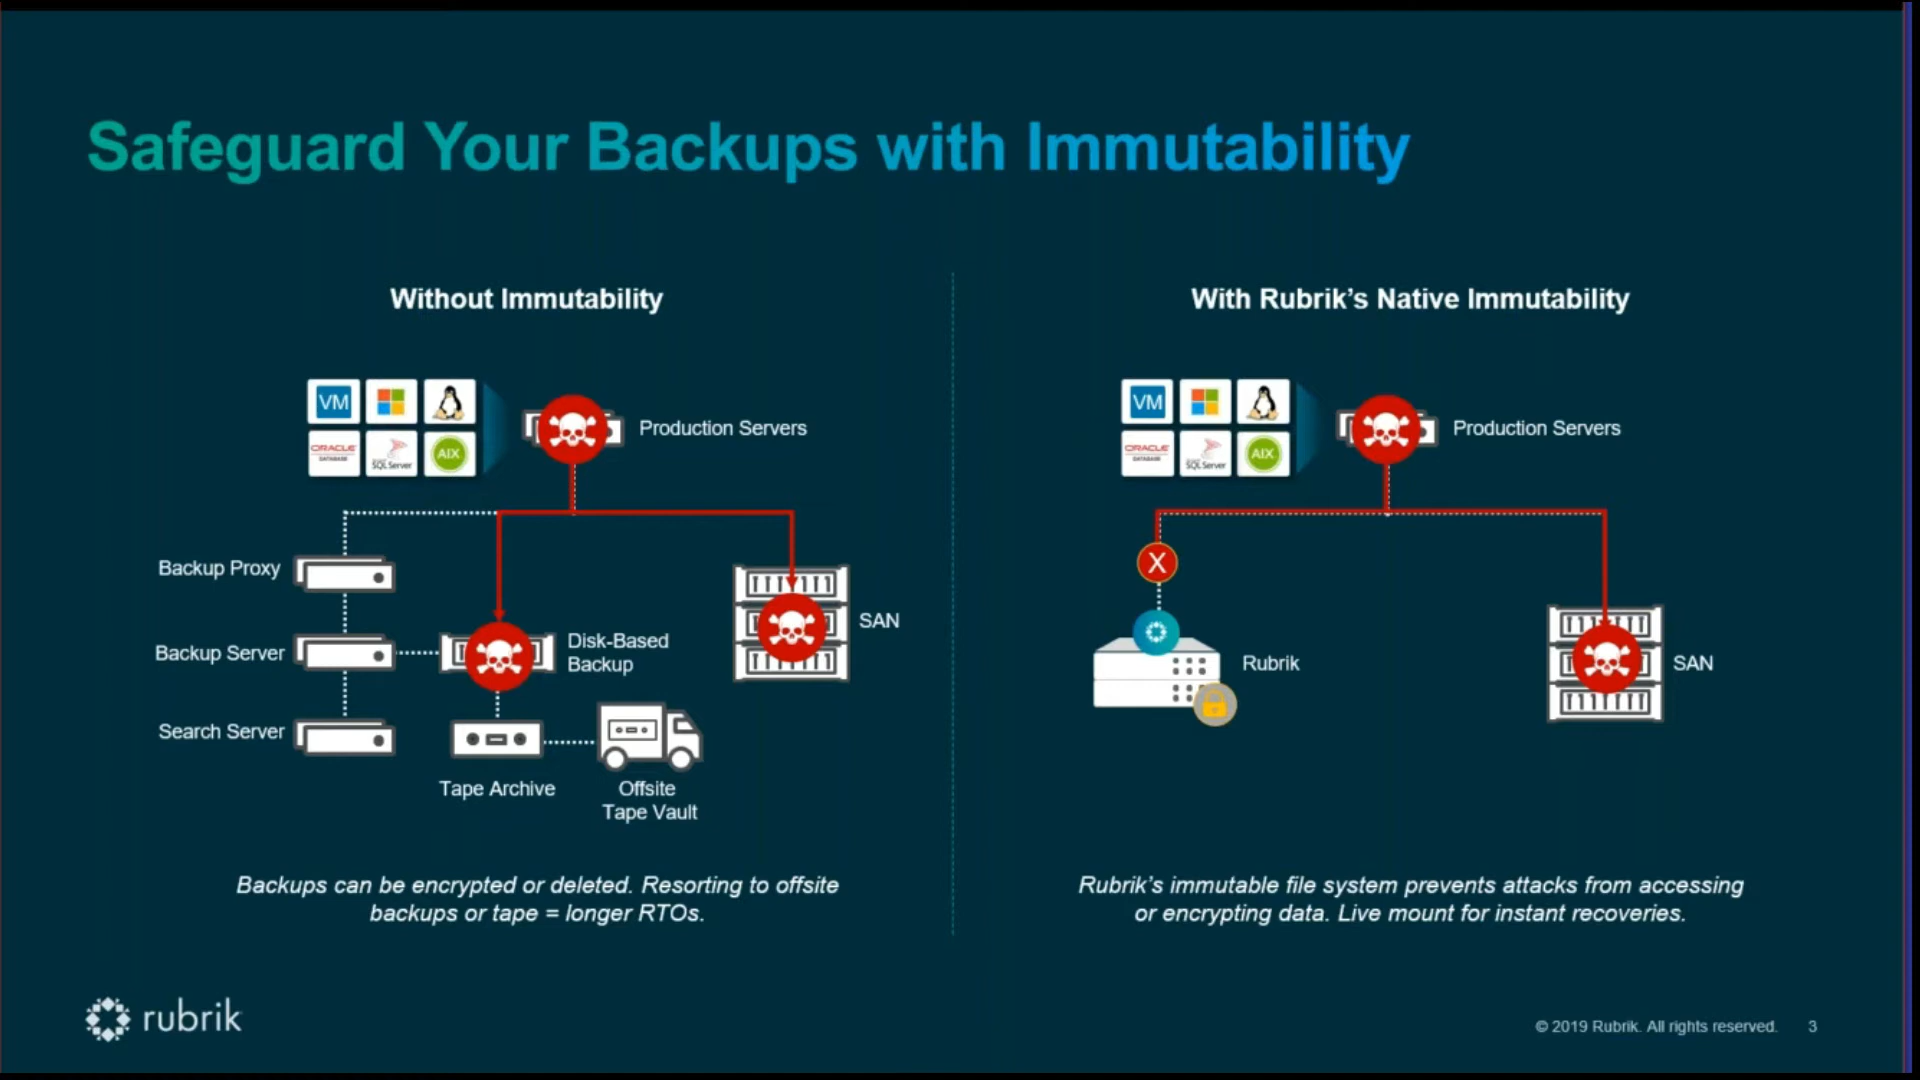 Safeguard Your Backups with Immutability
Without Immutability
VM
ORACLE
DATABASE
SQL Server
AIX
Production Servers
Backup Proxy
Backup Server
Search Server
Disk-Based
Backup
SAN
Tape Archive
Offsite
Tape Vault
Backups can be encrypted or deleted. Resorting to offsite
backups or tape = longer RTOs.
With Rubrik's Native Immutability
VM
ORACLE
DATABASE
SQL Server
AIX
Production Servers
X
Rubrik
SAN
Rubrik's immutable file system prevents attacks from accessing
or encrypting data. Live mount for instant recoveries.
rubrik
© 2019 Rubrik. All rights reserved. 3